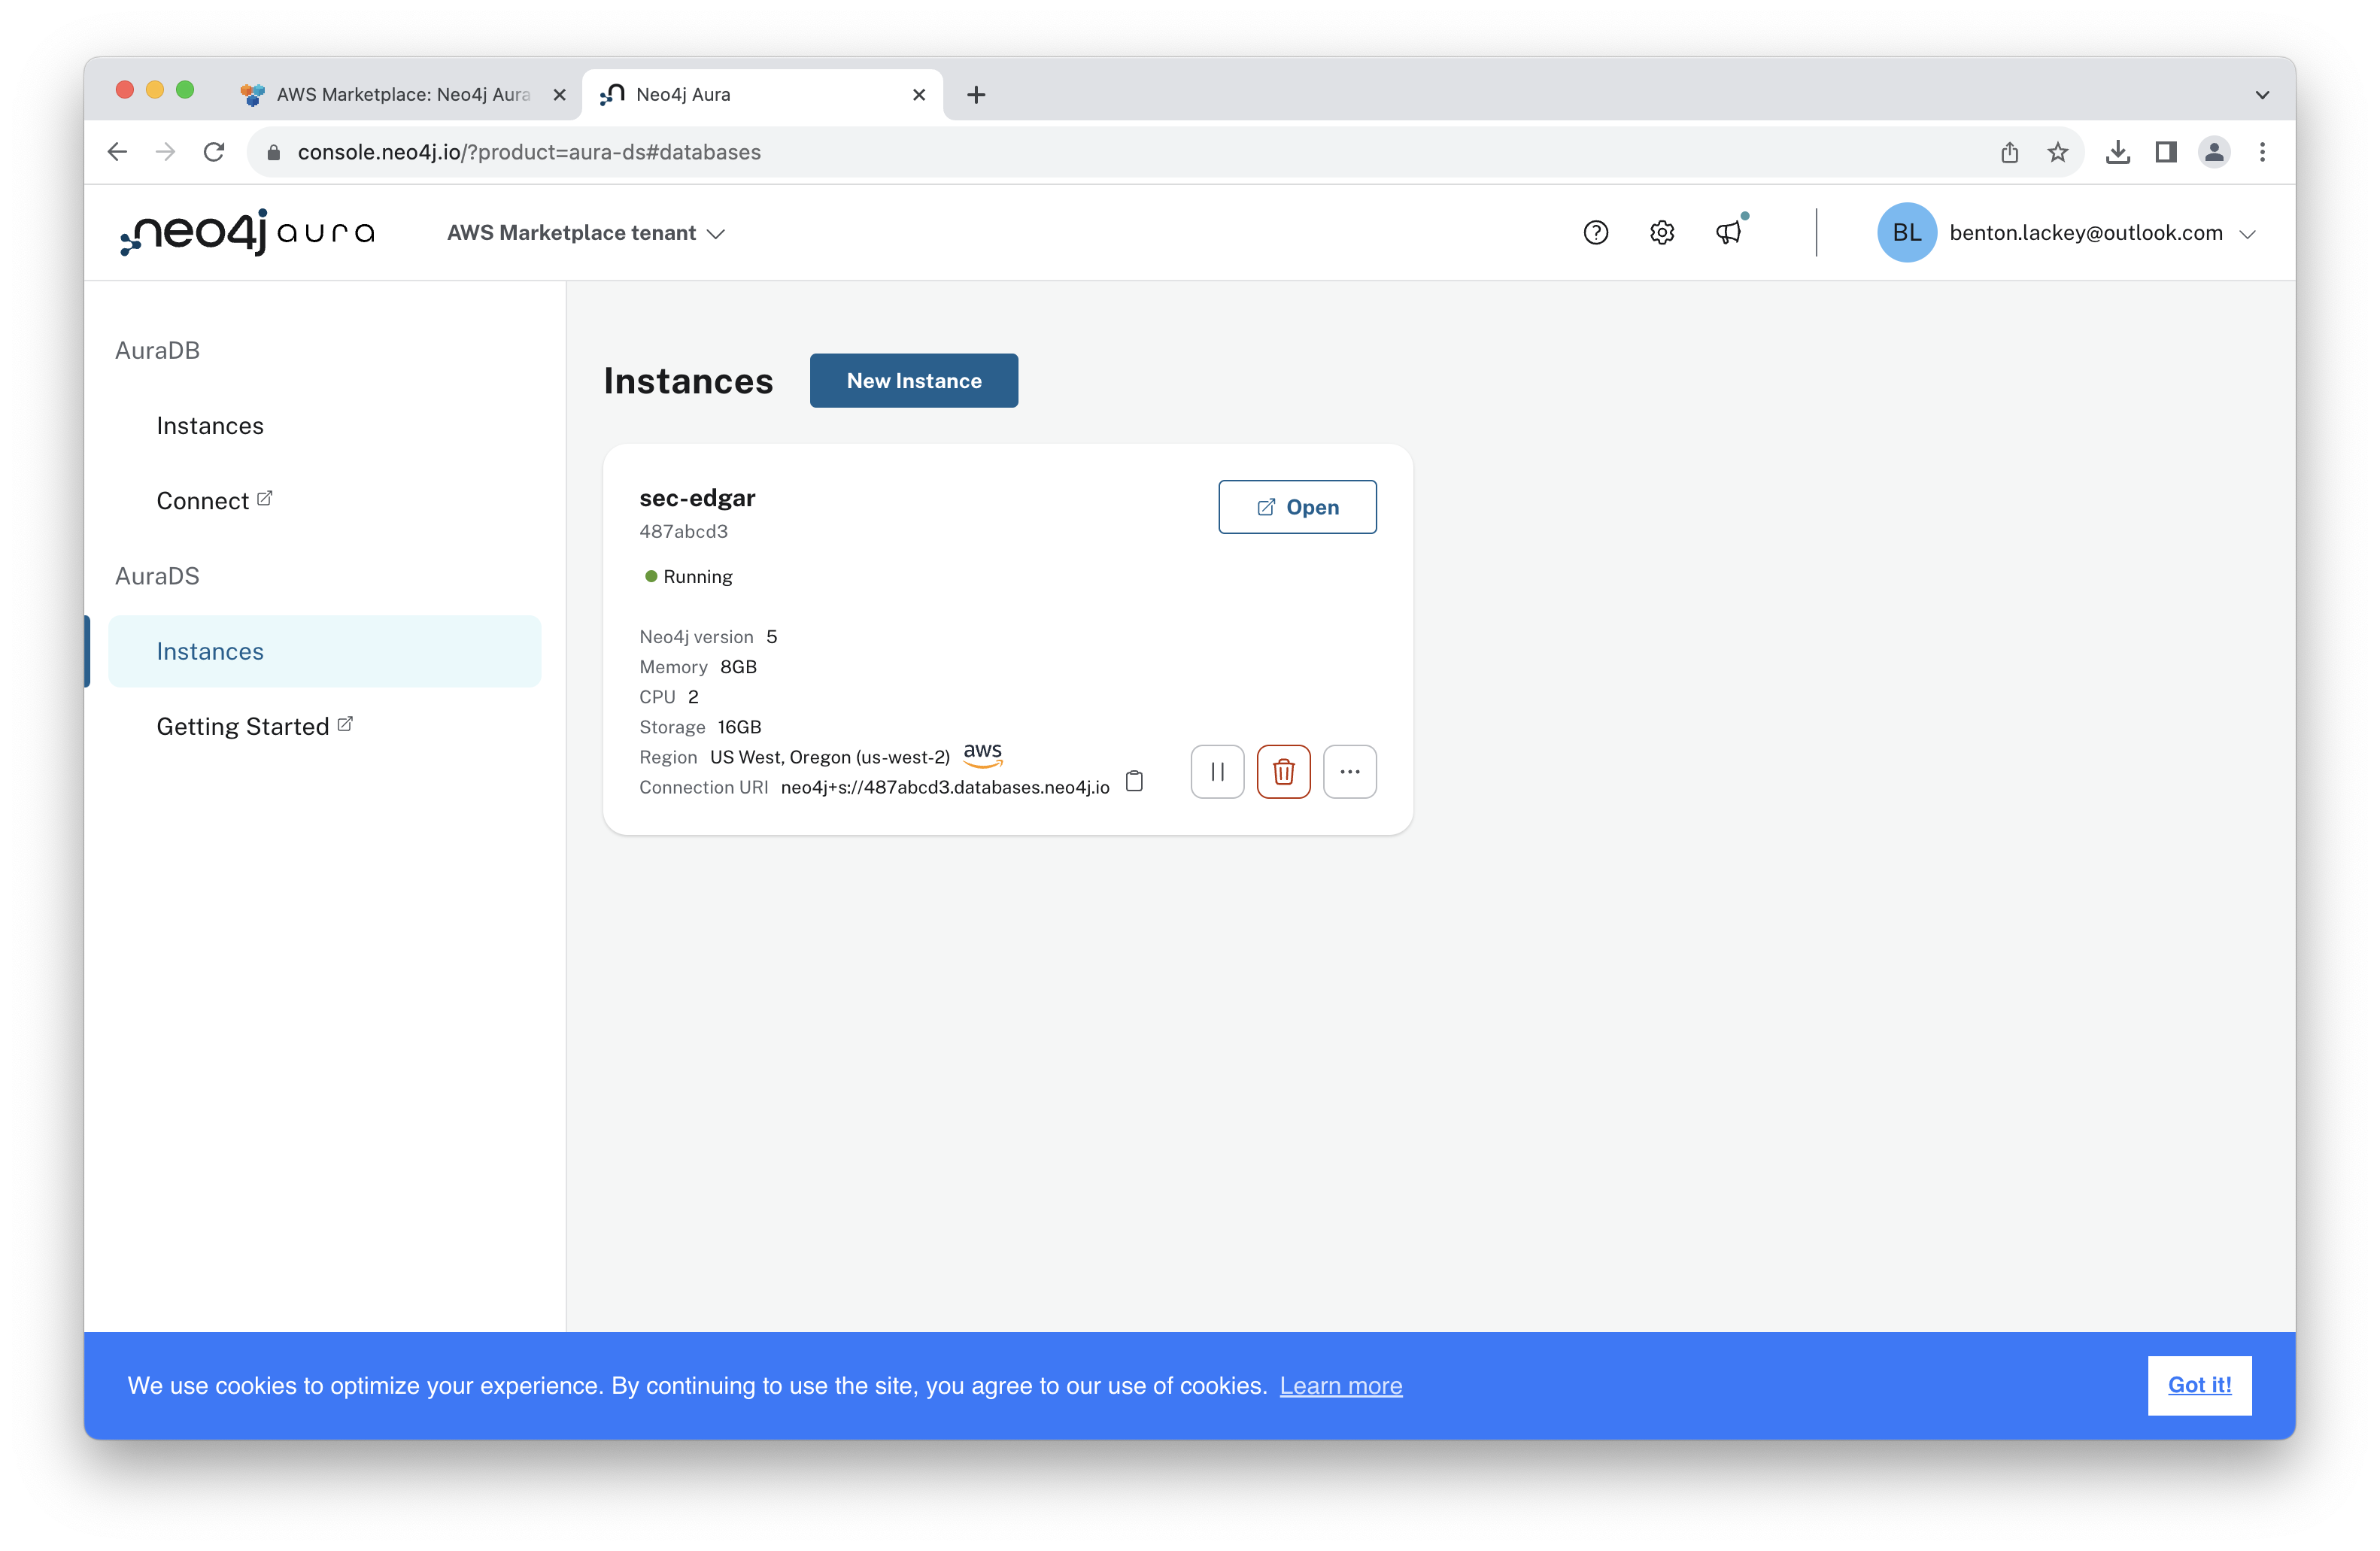 AWS Marketplace: Neo4j Aura
Neo4j Aura
console.neo4j.io/?product=aura-ds#databases
neo4j aura
AWS Marketplace tenant
BL
benton.lackey@outlook.com
AuraDB
Instances
Connect
AuraDS
Instances
Getting Started
Instances
New Instance
sec-edgar
Open
487abcd3
Running
Neo4j version 5
Memory 8GB
CPU 2
Storage 16GB
Region US West, Oregon (us-west-2) aws
Connection URI neo4j+s://487abcd3.databases.neo4j.io
We use cookies to optimize your experience. By continuing to use the site, you agree to our use of cookies. Learn more
Got it!